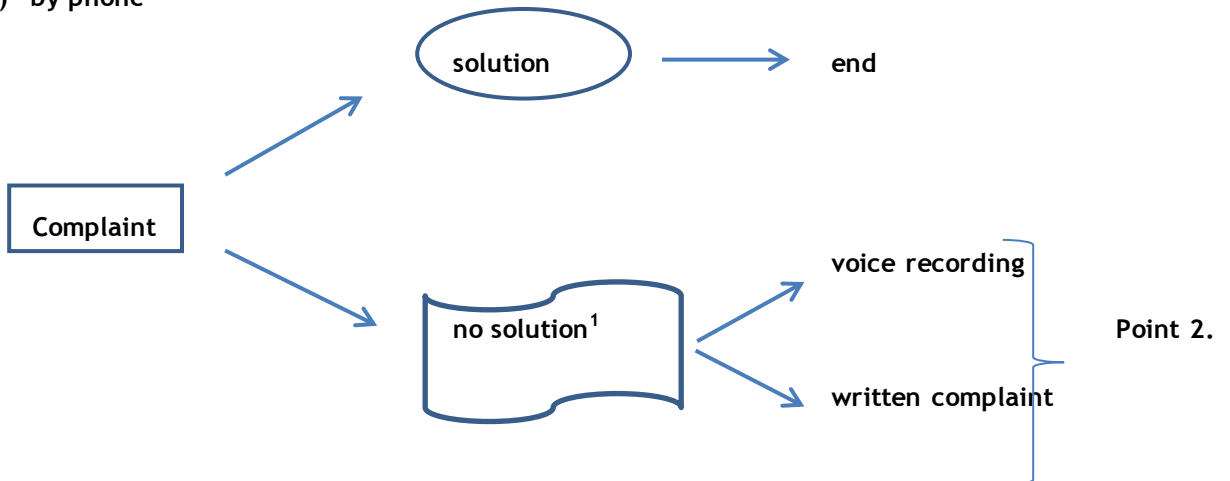 ) by phone
solution
end
Complaint
voice recording
no solution¹
Point 2.
written complaint